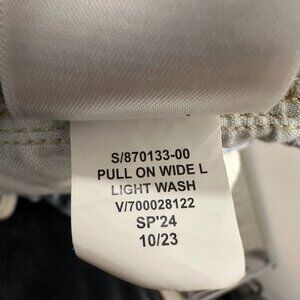 S/870133-00
PULL ON WIDE L
LIGHT WASH
V/700028122
SP'24
10/23